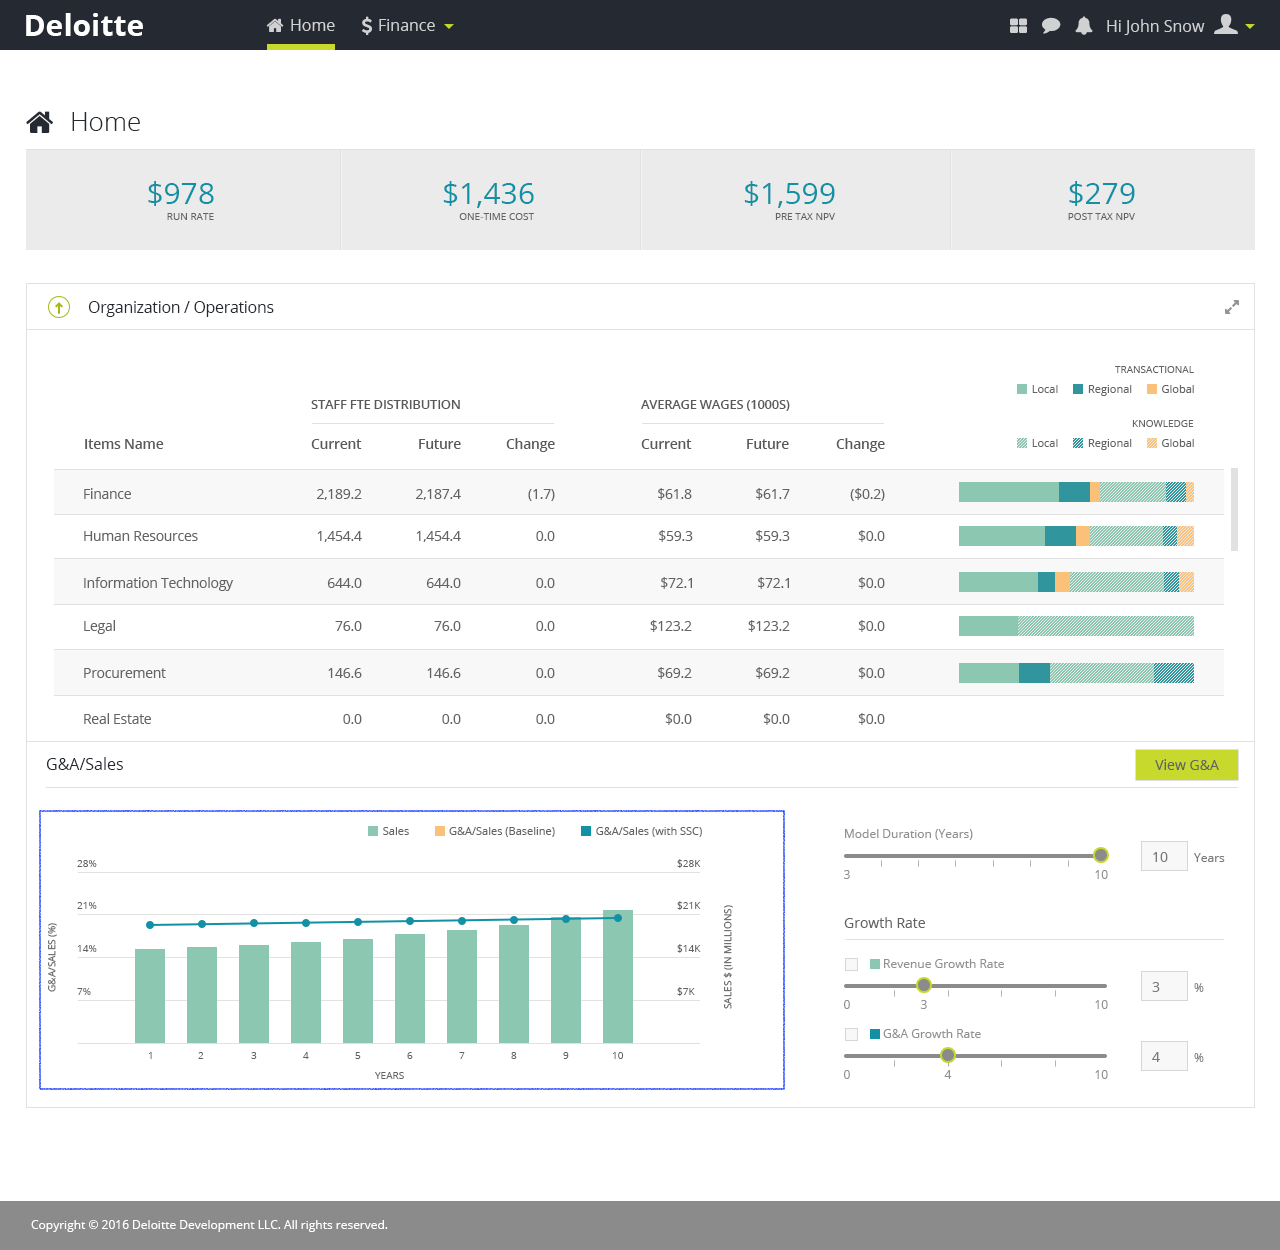 Deloitte
Home
Finance
Hi John Snow
Home
$978
RUN RATE
$1,436
ONE-TIME COST
$1,599
PRE TAX NPV
$279
POST TAX NPV
Organization / Operations
TRANSACTIONAL
Local Regional Global
KNOWLEDGE
Local Regional Global
STAFF FTE DISTRIBUTION AVERAGE WAGES (1000S)
Items Name Current Future Change Current Future Change
Finance 2,189.2 2,187.4 (1.7) $61.8 $61.7 ($0.2)
Human Resources 1,454.4 1,454.4 0.0 $59.3 $59.3 $0.0
Information Technology 644.0 644.0 0.0 $72.1 $72.1 $0.0
Legal 76.0 76.0 0.0 $123.2 $123.2 $0.0
Procurement 146.6 146.6 0.0 $69.2 $69.2 $0.0
Real Estate 0.0 0.0 0.0 $0.0 $0.0 $0.0
G&A/Sales
View G&A
Sales G&A/Sales (Baseline) G&A/Sales (with SSC)
28% $28K
21% $21K
14% $14K
7% $7K
G&A/SALES (%)
SALES $ (IN MILLIONS)
1 2 3 4 5 6 7 8 9 10
YEARS
Model Duration (Years)
3 10
10 Years
Growth Rate
Revenue Growth Rate
0 3 10
3 %
G&A Growth Rate
0 4 10
4 %
Copyright © 2016 Deloitte Development LLC. All rights reserved.